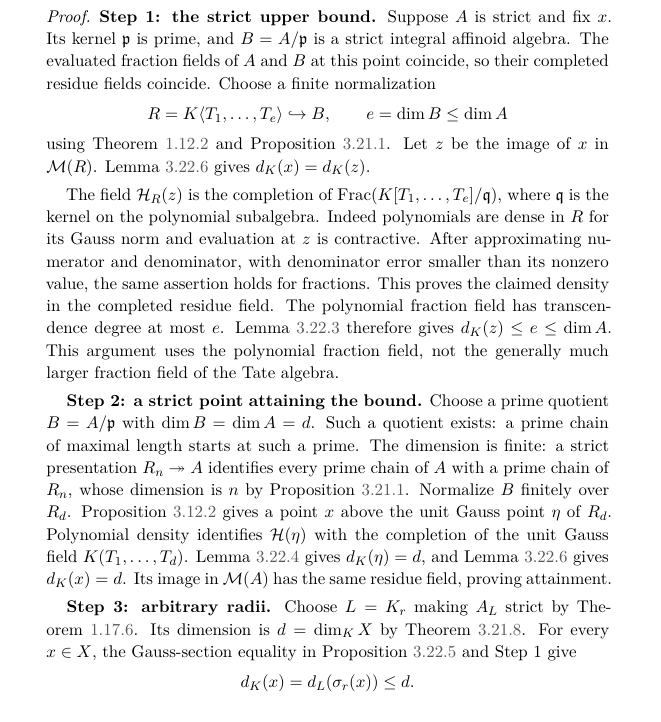 Proof. Step 1: the strict upper bound. Suppose A is strict and fix x.
Its kernel 𝔭 is prime, and B = A/𝔭 is a strict integral affinoid algebra. The
evaluated fraction fields of A and B at this point coincide, so their completed
residue fields coincide. Choose a finite normalization
R = K⟨T₁, . . . , Tₑ⟩ ↪ B, e = dim B ≤ dim A
using Theorem 1.12.2 and Proposition 3.21.1. Let z be the image of x in
ℳ(R). Lemma 3.22.6 gives d_K(x) = d_K(z).
The field ℋ_R(z) is the completion of Frac(K[T₁, . . . , Tₑ]/𝔮), where 𝔮 is the
kernel on the polynomial subalgebra. Indeed polynomials are dense in R for
its Gauss norm and evaluation at z is contractive. After approximating nu-
merator and denominator, with denominator error smaller than its nonzero
value, the same assertion holds for fractions. This proves the claimed density
in the completed residue field. The polynomial fraction field has transcen-
dence degree at most e. Lemma 3.22.3 therefore gives d_K(z) ≤ e ≤ dim A.
This argument uses the polynomial fraction field, not the generally much
larger fraction field of the Tate algebra.
Step 2: a strict point attaining the bound. Choose a prime quotient
B = A/𝔭 with dim B = dim A = d. Such a quotient exists: a prime chain
of maximal length starts at such a prime. The dimension is finite: a strict
presentation Rₙ ↠ A identifies every prime chain of A with a prime chain of
Rₙ, whose dimension is n by Proposition 3.21.1. Normalize B finitely over
R_d. Proposition 3.12.2 gives a point x above the unit Gauss point η of R_d.
Polynomial density identifies ℋ(η) with the completion of the unit Gauss
field K(T₁, . . . , T_d). Lemma 3.22.4 gives d_K(η) = d, and Lemma 3.22.6 gives
d_K(x) = d. Its image in ℳ(A) has the same residue field, proving attainment.
Step 3: arbitrary radii. Choose L = K_r making A_L strict by The-
orem 1.17.6. Its dimension is d = dim_K X by Theorem 3.21.8. For every
x ∈ X, the Gauss-section equality in Proposition 3.22.5 and Step 1 give
d_K(x) = d_L(σ_r(x)) ≤ d.